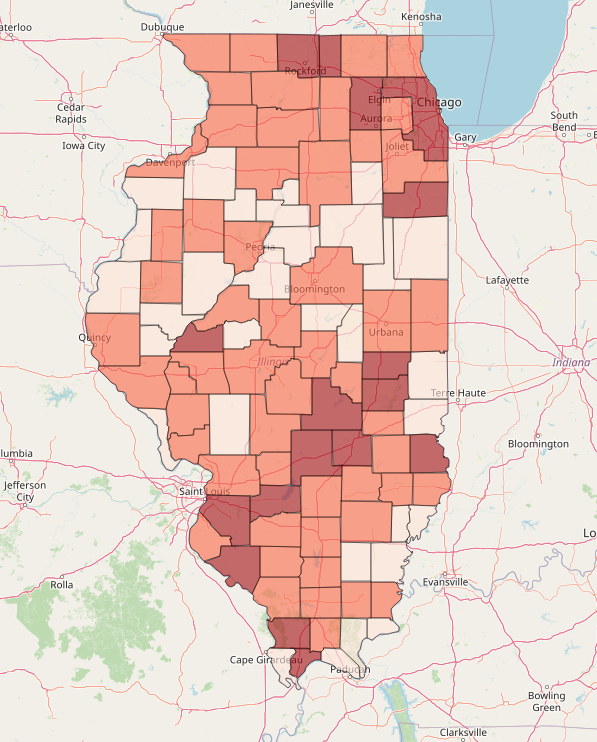 Janesville
Kenosha
aterloo
Dubuque
Rockford
Cedar
Rapids
Elgin
Chicago
Aurora
Iowa City
Joliet
Gary
South
Bend
E
Davenport
Peoria
Bloomington
Lafayette
Quincy
Urbana
Illinois
Indiana
Terre Haute
lumbia
Bloomington
Jefferson
City
Saint Louis
Lo
Rolla
Evansville
Cape Girardeau
Paducah
Bowling
Green
Clarksville